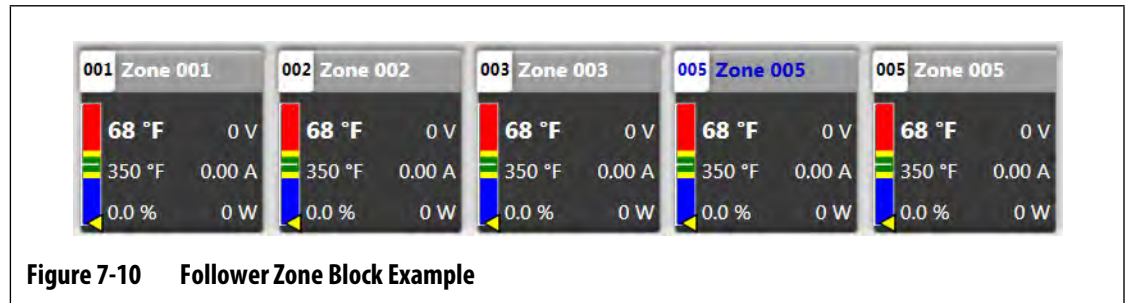 001 Zone 001 002 Zone 002 003 Zone 003 005 Zone 005 005 Zone 005
68 °F 0 V 68 °F 0 V 68 °F 0 V 68 °F 0 V 68 °F 0 V
350 °F 0.00 A 350 °F 0.00 A 350 °F 0.00 A 350 °F 0.00 A 350 °F 0.00 A
0.0 % 0 W 0.0 % 0 W 0.0 % 0 W 0.0 % 0 W 0.0 % 0 W
Figure 7-10 Follower Zone Block Example